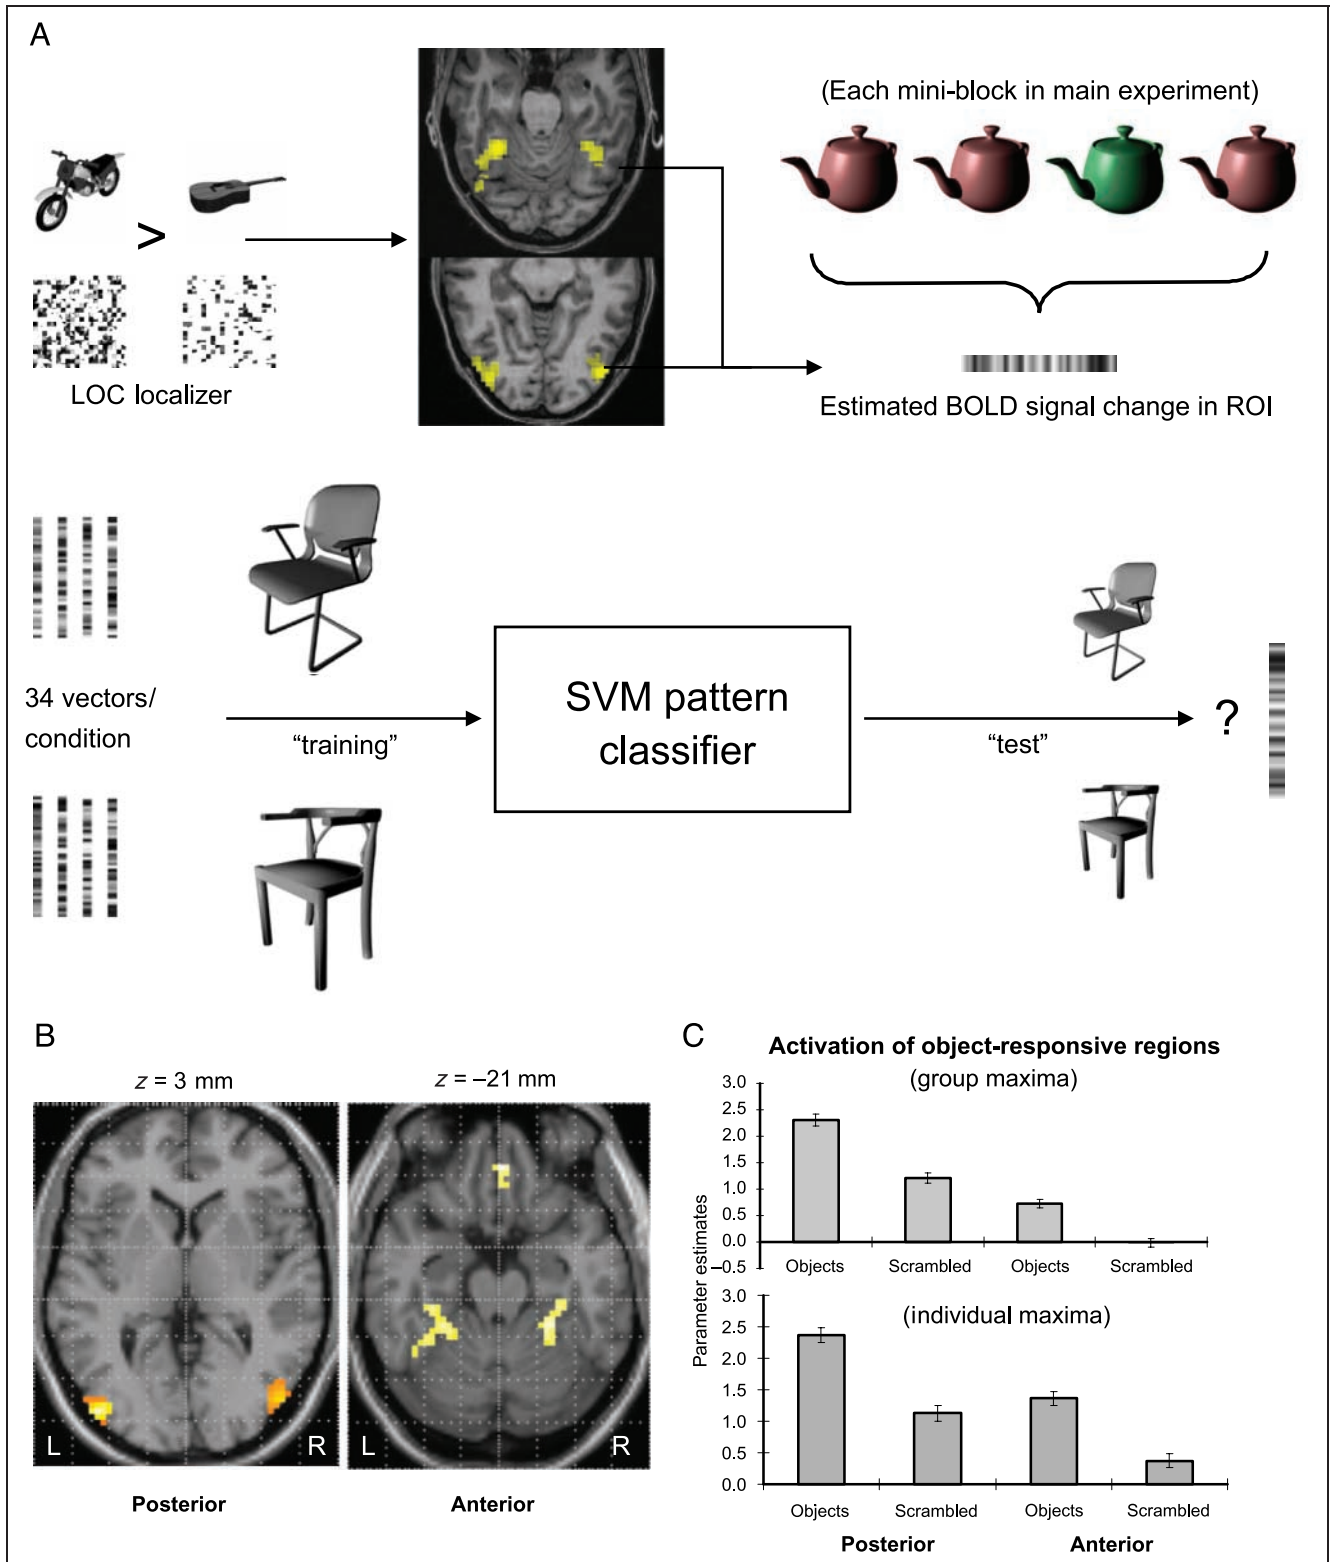 A
(Each mini-block in main experiment)
>
LOC localizer
Estimated BOLD signal change in ROI
34 vectors/
condition
"training"
SVM pattern
classifier
"test"
?
B
z = 3 mm
z = –21 mm
L
R
L
R
Posterior
Anterior
C
Activation of object-responsive regions
(group maxima)
Parameter estimates
3.0
2.5
2.0
1.5
1.0
0.5
0.0
–0.5
Objects
Scrambled
Objects
Scrambled
(individual maxima)
3.0
2.5
2.0
1.5
1.0
0.5
0.0
Objects
Scrambled
Objects
Scrambled
Posterior
Anterior